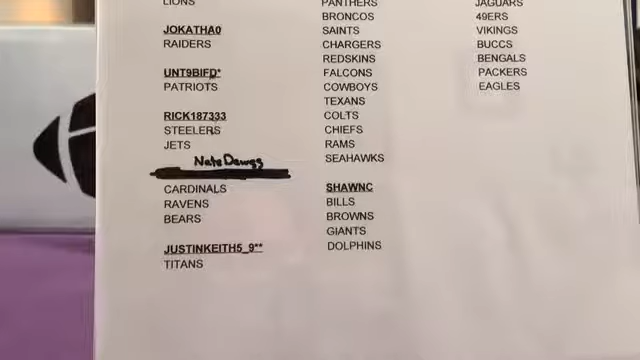 LIONS
JOKATHA0
RAIDERS
UNT9BIFD*
PATRIOTS
RICK187333
STEELERS
JETS
Nate Dawgg
CARDINALS
RAVENS
BEARS
JUSTINKEITH5_9**
TITANS
PANTHERS
BRONCOS
SAINTS
CHARGERS
REDSKINS
FALCONS
COWBOYS
TEXANS
COLTS
CHIEFS
RAMS
SEAHAWKS
SHAWNC
BILLS
BROWNS
GIANTS
DOLPHINS
JAGUARS
49ERS
VIKINGS
BUCCS
BENGALS
PACKERS
EAGLES